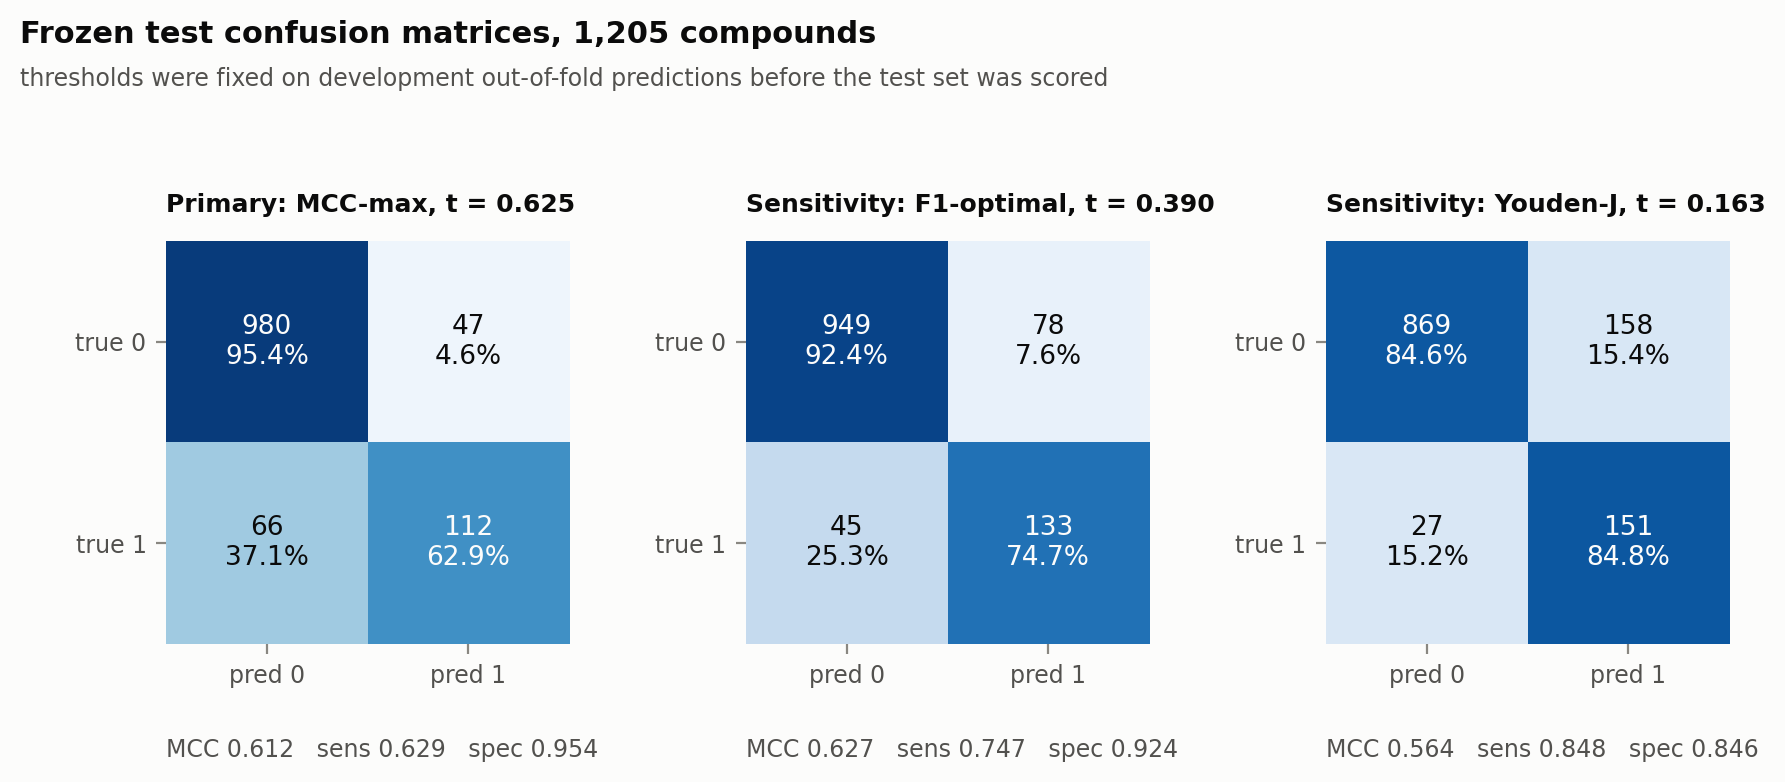 Frozen test confusion matrices, 1,205 compounds
thresholds were fixed on development out-of-fold predictions before the test set was scored
Primary: MCC-max, t = 0.625
true 0
980
95.4%
47
4.6%
true 1
66
37.1%
112
62.9%
pred 0
pred 1
MCC 0.612 sens 0.629 spec 0.954
Sensitivity: F1-optimal, t = 0.390
true 0
949
92.4%
78
7.6%
true 1
45
25.3%
133
74.7%
pred 0
pred 1
MCC 0.627 sens 0.747 spec 0.924
Sensitivity: Youden-J, t = 0.163
true 0
869
84.6%
158
15.4%
true 1
27
15.2%
151
84.8%
pred 0
pred 1
MCC 0.564 sens 0.848 spec 0.846